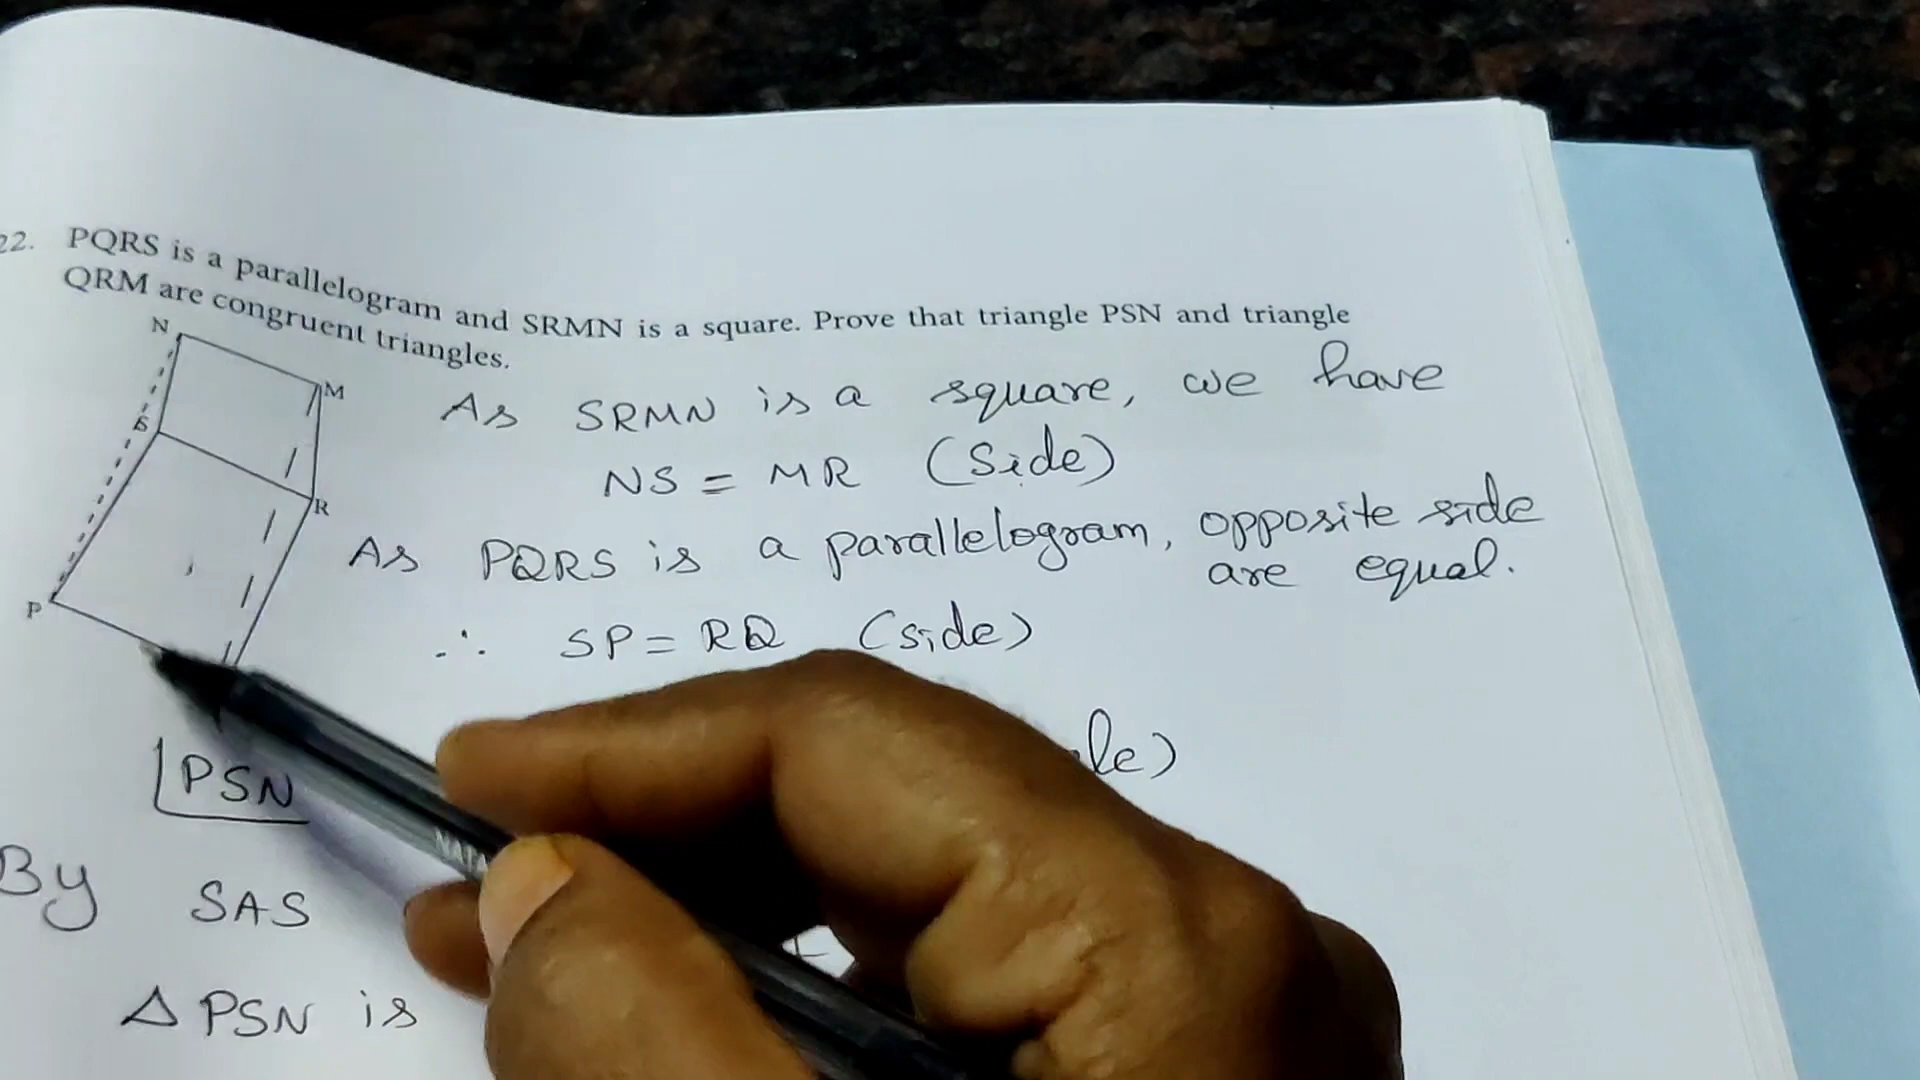 22. PQRS is a parallelogram and SRMN is a square. Prove that triangle PSN and triangle
QRM are congruent triangles.
N
M
S
R
P
As SRMN is a square, we have
NS = MR (Side)
As PQRS is a parallelogram, opposite side
are equal.
∴ SP = RQ (side)
∠PSN
By SAS
Δ PSN is